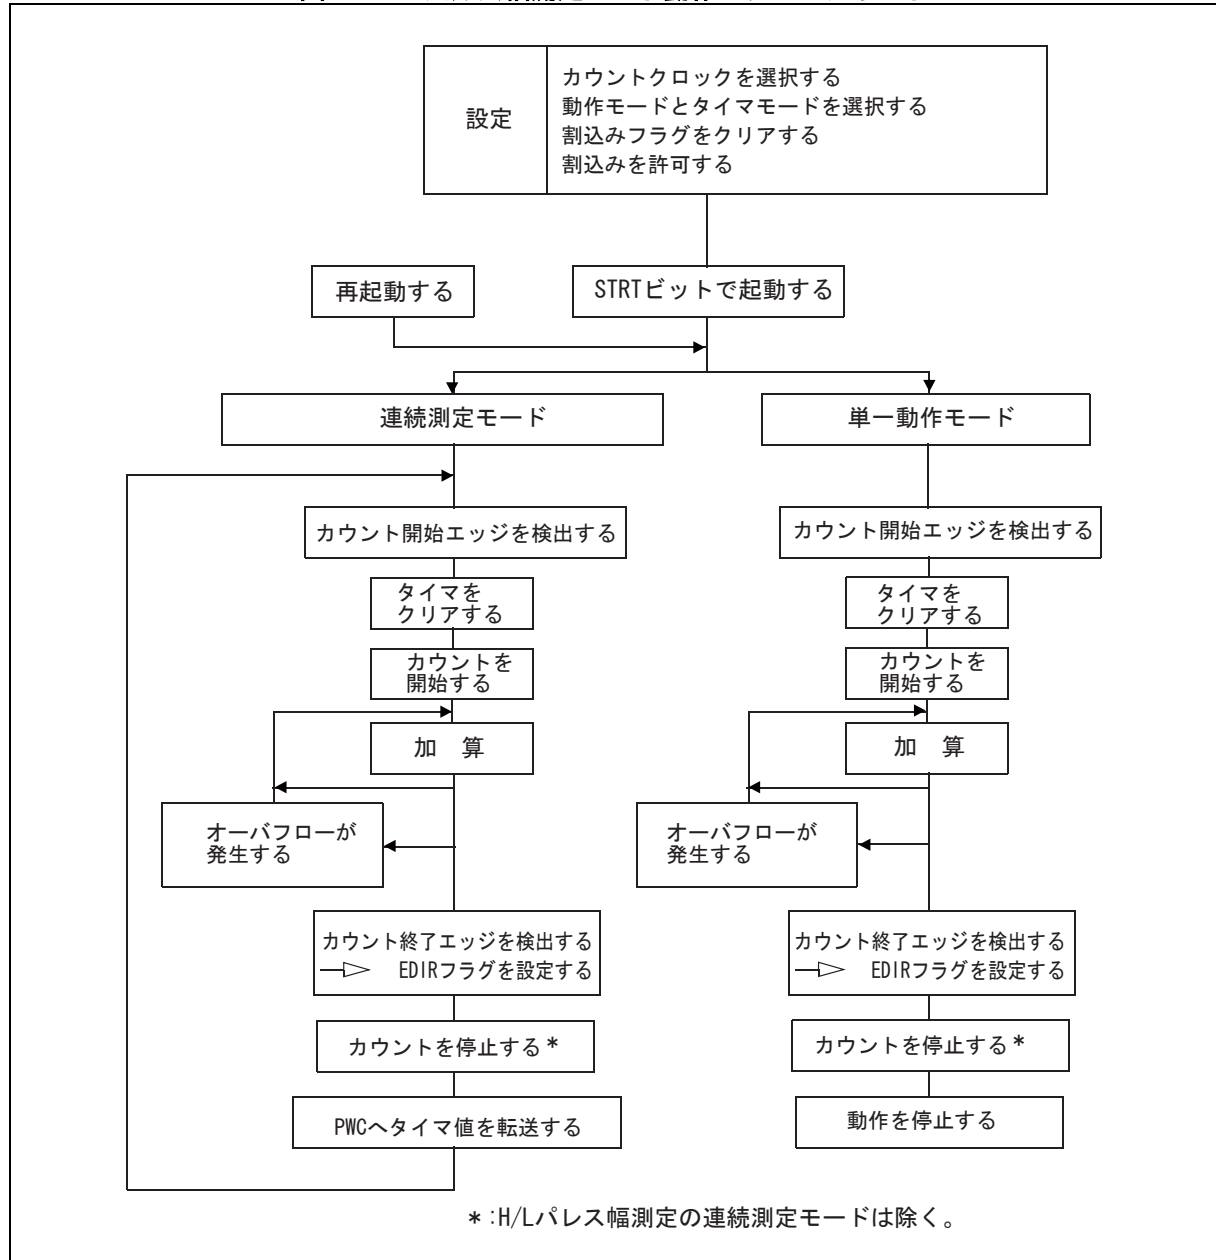 設定
カウントクロックを選択する
動作モードとタイマモードを選択する
割込みフラグをクリアする
割込みを許可する
再起動する
STRTビットで起動する
連続測定モード
単一動作モード
カウント開始エッジを検出する
カウント開始エッジを検出する
タイマを
クリアする
タイマを
クリアする
カウントを
開始する
カウントを
開始する
加 算
加 算
オーバフローが
発生する
オーバフローが
発生する
カウント終了エッジを検出する
EDIRフラグを設定する
カウント終了エッジを検出する
EDIRフラグを設定する
カウントを停止する*
カウントを停止する*
PWCへタイマ値を転送する
動作を停止する
*:H/Lパレス幅測定の連続測定モードは除く。